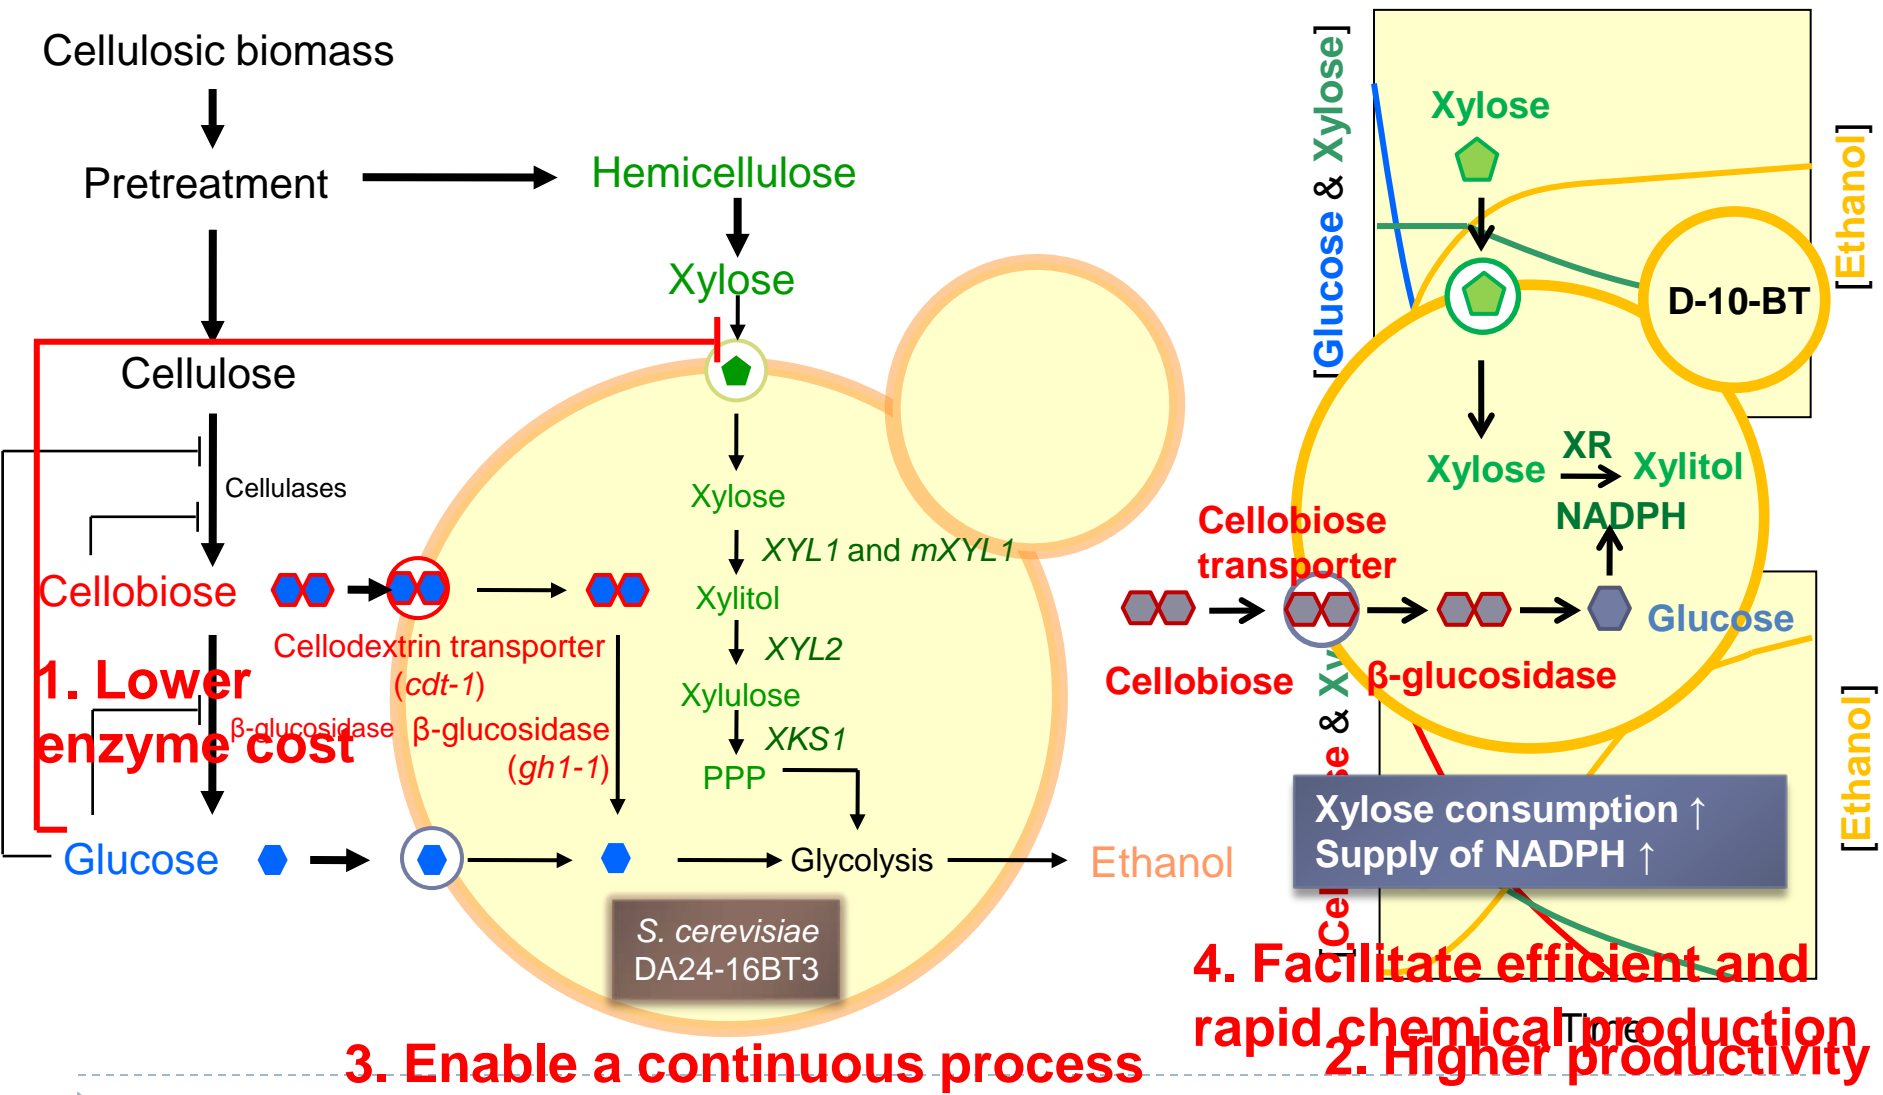 Cellulosic biomass
Pretreatment
Hemicellulose
Xylose
Cellulose
Cellulases
Cellobiose
Xylose
XYL1 and mXYL1
Xylitol
Cellodextrin transporter
(cdt-1)
XYL2
Xylulose
1. Lower
enzyme cost
β-glucosidase
β-glucosidase
(gh1-1)
XKS1
PPP
Glucose
Glycolysis
Ethanol
S. cerevisiae
DA24-16BT3
3. Enable a continuous process
[Glucose & Xylose]
[Ethanol]
Xylose
D-10-BT
Xylose
XR
Xylitol
NADPH
Cellobiose
transporter
Glucose
Cellobiose
β-glucosidase
[Ethanol]
Xylose consumption ↑
Supply of NADPH ↑
4. Facilitate efficient and
rapid chemical production
Time
2. Higher productivity